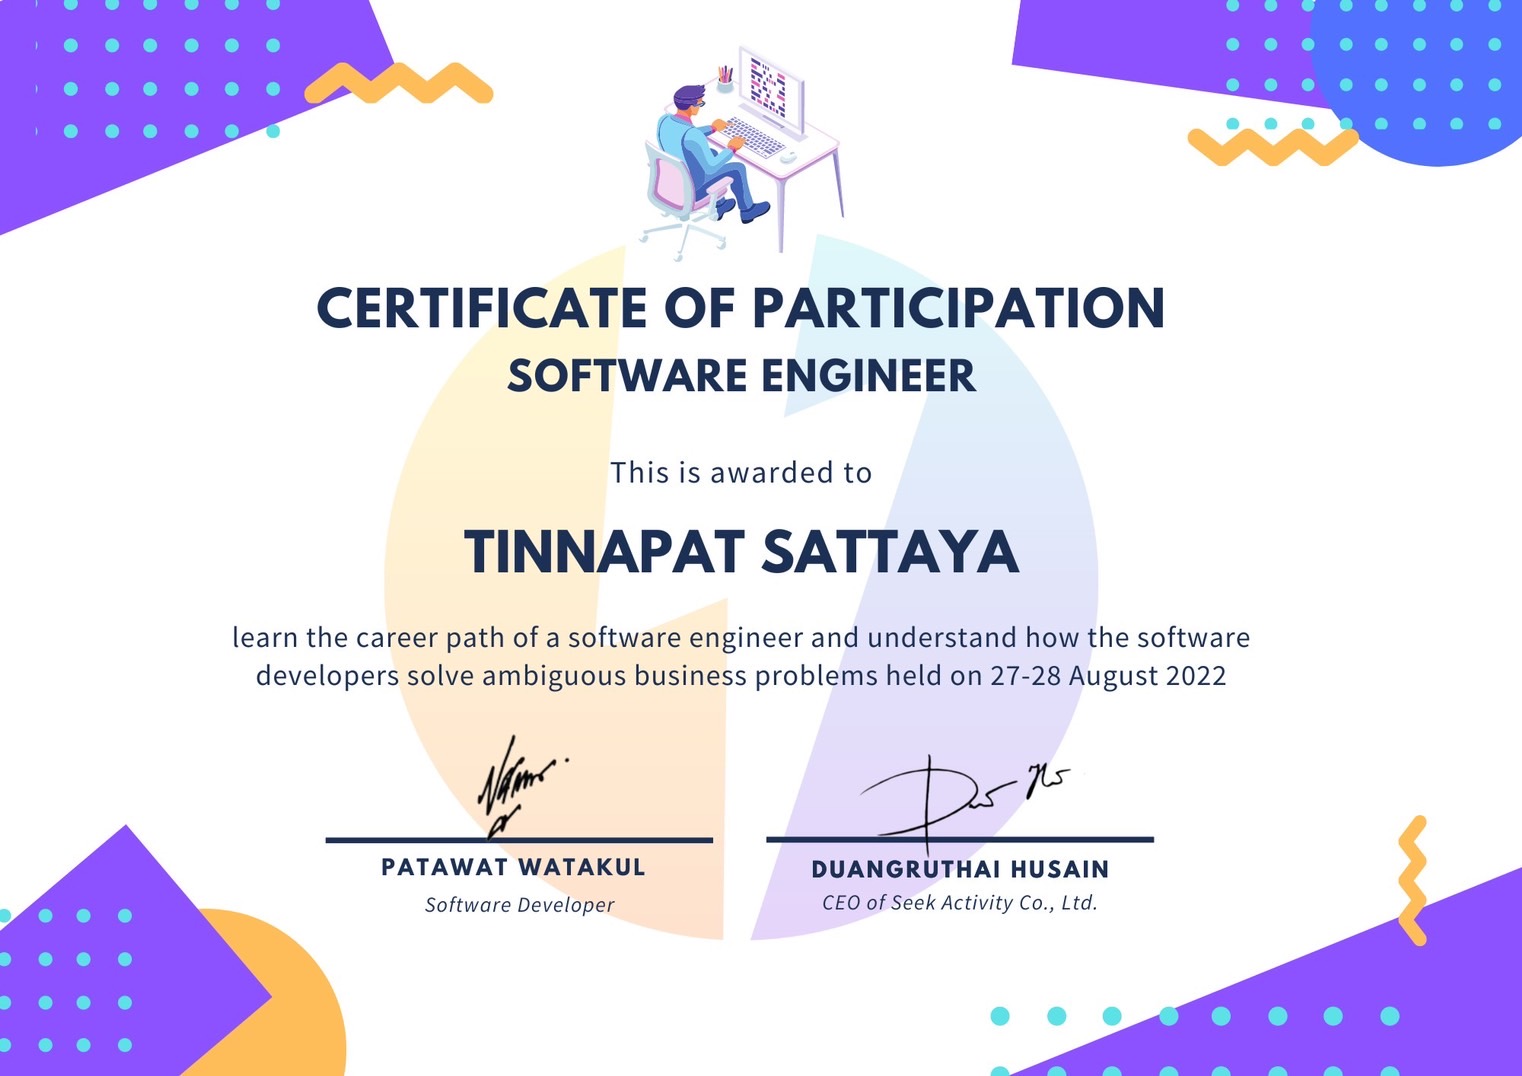 CERTIFICATE OF PARTICIPATION
SOFTWARE ENGINEER
This is awarded to
TINNAPAT SATTAYA
learn the career path of a software engineer and understand how the software
developers solve ambiguous business problems held on 27-28 August 2022
PATAWAT WATAKUL
Software Developer
DUANGRUTHAI HUSAIN
CEO of Seek Activity Co., Ltd.